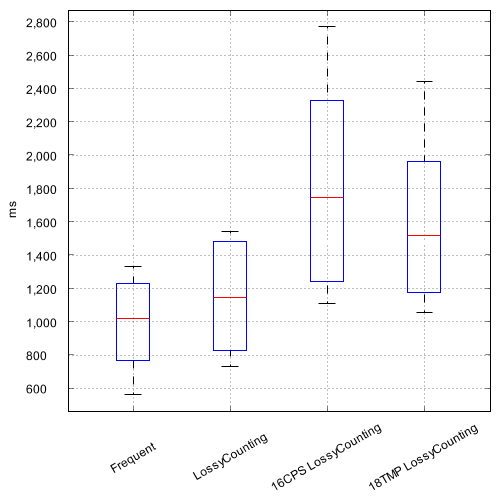 2,800
2,600
2,400
2,200
2,000
1,800
1,600
1,400
1,200
1,000
800
600
ms
Frequent
LossyCounting
16CPS LossyCounting
18TMP LossyCounting